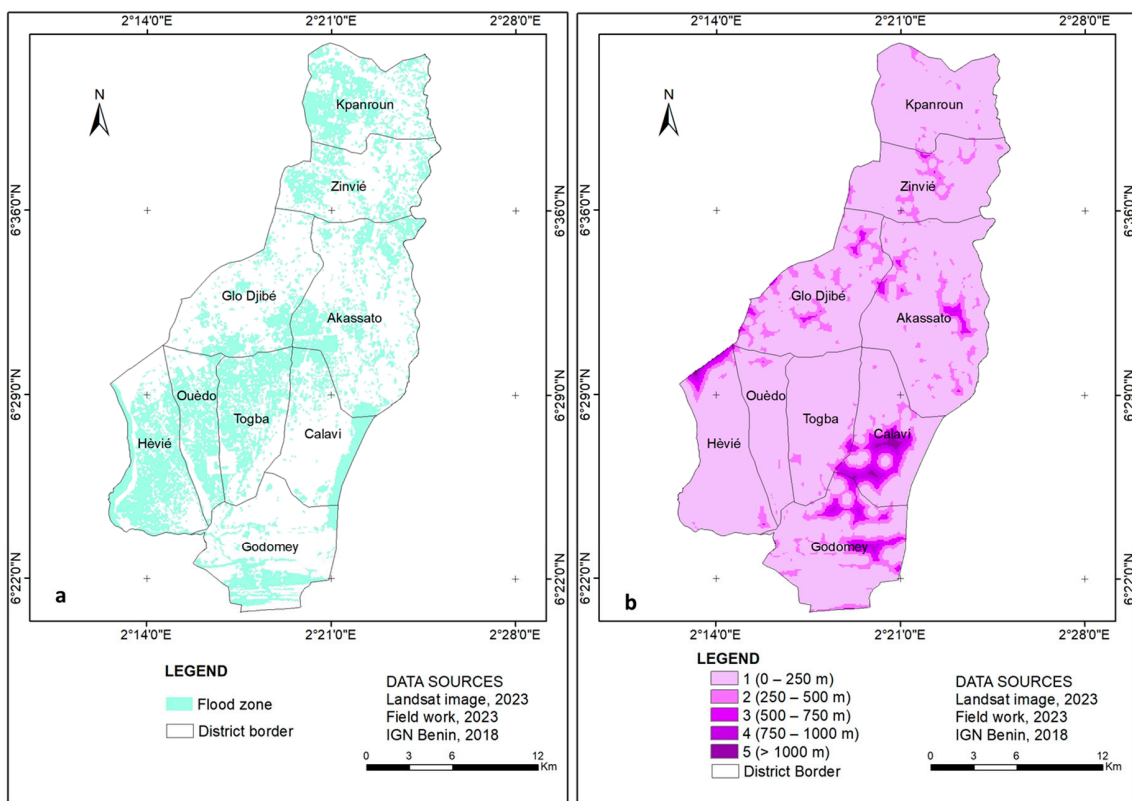 2°14'0"E 2°21'0"E 2°28'0"E
N
Kpanroun
Zinvié
6°36'0"N 6°36'0"N
Glo Djibé
Akassato
6°29'0"N 6°29'0"N
Ouèdo
Togba
Calavi
Hèvié
Godomey
6°22'0"N 6°22'0"N
a
2°14'0"E 2°21'0"E 2°28'0"E
LEGEND
Flood zone
District border
DATA SOURCES
Landsat image, 2023
Field work, 2023
IGN Benin, 2018
0 3 6 12
Km
2°14'0"E 2°21'0"E 2°28'0"E
N
Kpanroun
Zinvié
6°36'0"N 6°36'0"N
Glo Djibé
Akassato
6°29'0"N 6°29'0"N
Ouèdo
Togba
Calavi
Hèvié
Godomey
6°22'0"N 6°22'0"N
b
2°14'0"E 2°21'0"E 2°28'0"E
LEGEND
1 (0 – 250 m)
2 (250 – 500 m)
3 (500 – 750 m)
4 (750 – 1000 m)
5 (> 1000 m)
District Border
DATA SOURCES
Landsat image, 2023
Field work, 2023
IGN Benin, 2018
0 3 6 12
Km